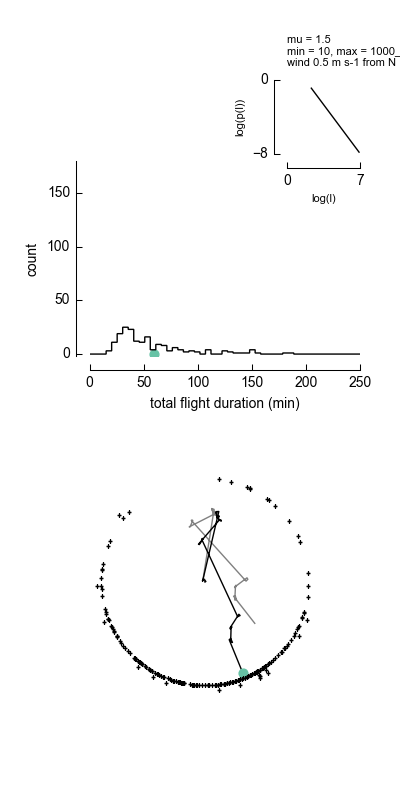 mu = 1.5
min = 10, max = 1000_
wind 0.5 m s-1 from N
0
−8
log(p(l))
0 7
log(l)
150
100
50
0
count
0 50 100 150 200 250
total flight duration (min)